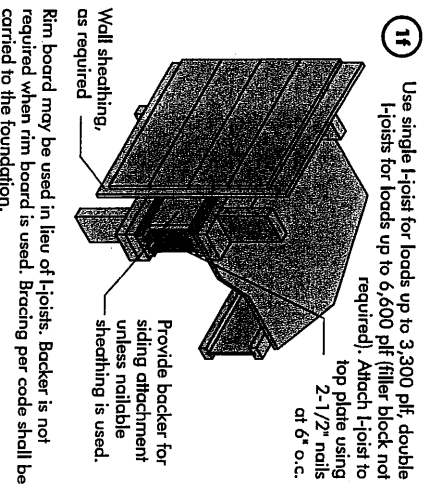 1f
Use single I-joist for loads up to 3,300 plf, double
I-joists for loads up to 6,600 plf (filler block not
required). Attach I-joist to
top plate using
2-1/2" nails
at 6" o.c.
Wall sheathing,
as required
Provide backer for
siding attachment
unless nailable
sheathing is used.
Rim board may be used in lieu of I-joists. Backer is not
required when rim board is used. Bracing per code shall be
carried to the foundation.